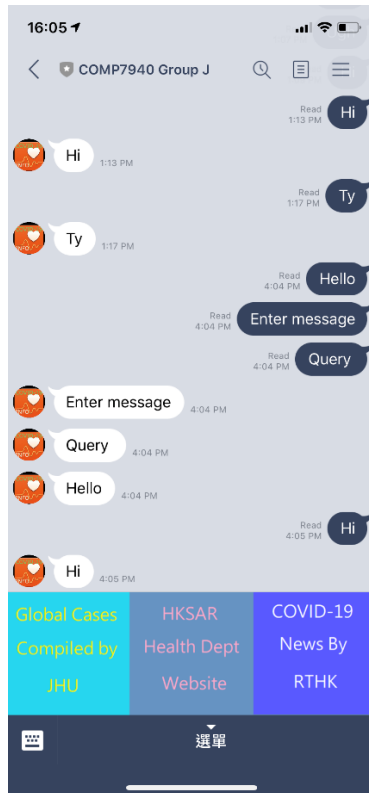 16:05
COMP7940 Group J
Read
1:13 PM
Hi
Hi
1:13 PM
Read
1:17 PM
Ty
Ty
1:17 PM
Read
4:04 PM
Hello
Read
4:04 PM
Enter message
Read
4:04 PM
Query
Enter message
4:04 PM
Query
4:04 PM
Hello
4:04 PM
Read
4:05 PM
Hi
Hi
4:05 PM
Global Cases
Compiled by
JHU
HKSAR
Health Dept
Website
COVID-19
News By
RTHK
選單